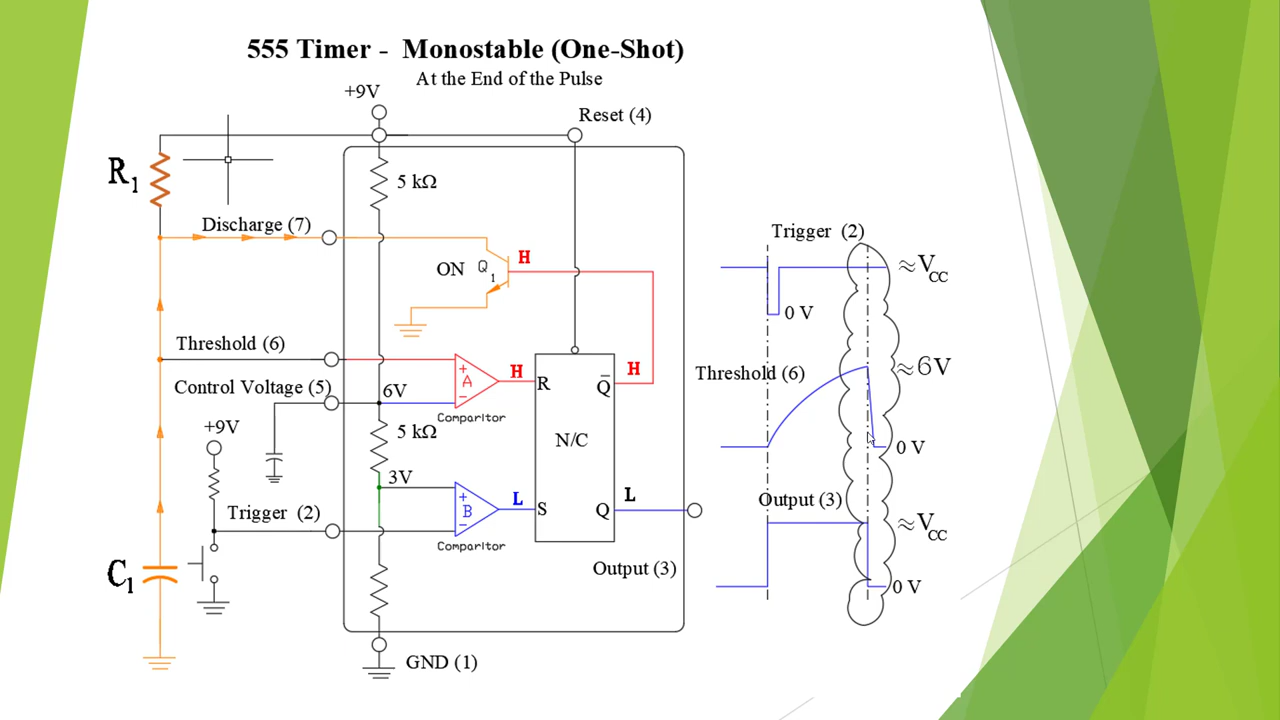 555 Timer - Monostable (One-Shot)
At the End of the Pulse
+9V
Reset (4)
R1
5 kΩ
Discharge (7)
ON Q1
H
Threshold (6)
+
A
–
H
R
Q̅
H
Control Voltage (5)
6V
Comparitor
+9V
5 kΩ
N/C
3V
Trigger (2)
+
B
–
L
S
Q
L
Comparitor
C1
Output (3)
GND (1)
Trigger (2)
≈VCC
0 V
Threshold (6)
≈6V
0 V
Output (3)
≈VCC
0 V